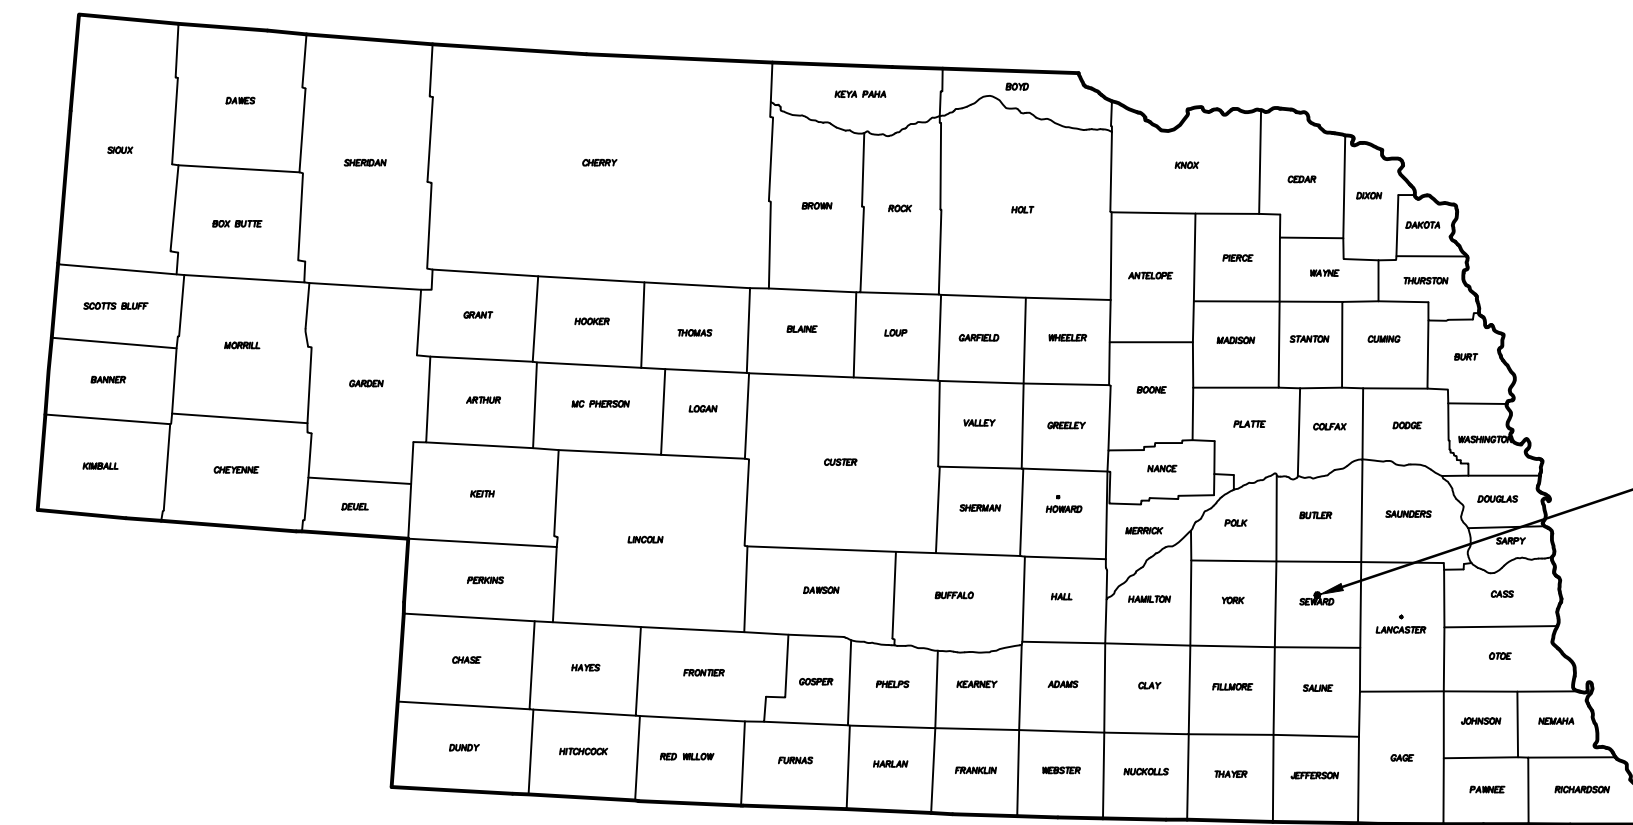 BOYD
KEYA PAHA
DAWES
SIOUX
SHERIDAN
CHERRY
KNOX
CEDAR
DIXON
BROWN
ROCK
HOLT
BOX BUTTE
DAKOTA
PIERCE
ANTELOPE
WAYNE
THURSTON
SCOTTS BLUFF
GRANT
HOOKER
THOMAS
BLAINE
LOUP
GARFIELD
WHEELER
MADISON
STANTON
CUMING
MORRILL
BURT
BANNER
GARDEN
BOONE
ARTHUR
MC PHERSON
LOGAN
VALLEY
GREELEY
PLATTE
COLFAX
DODGE
WASHINGTON
KIMBALL
CHEYENNE
CUSTER
NANCE
KEITH
DEUEL
SHERMAN
HOWARD
DOUGLAS
MERRICK
POLK
BUTLER
SAUNDERS
LINCOLN
SARPY
PERKINS
DAWSON
BUFFALO
HALL
HAMILTON
YORK
SEWARD
CASS
LANCASTER
CHASE
HAYES
FRONTIER
GOSPER
PHELPS
KEARNEY
ADAMS
CLAY
FILLMORE
SALINE
OTOE
JOHNSON
NEMAHA
DUNDY
HITCHCOCK
RED WILLOW
FURNAS
HARLAN
FRANKLIN
WEBSTER
NUCKOLLS
THAYER
JEFFERSON
GAGE
PAWNEE
RICHARDSON